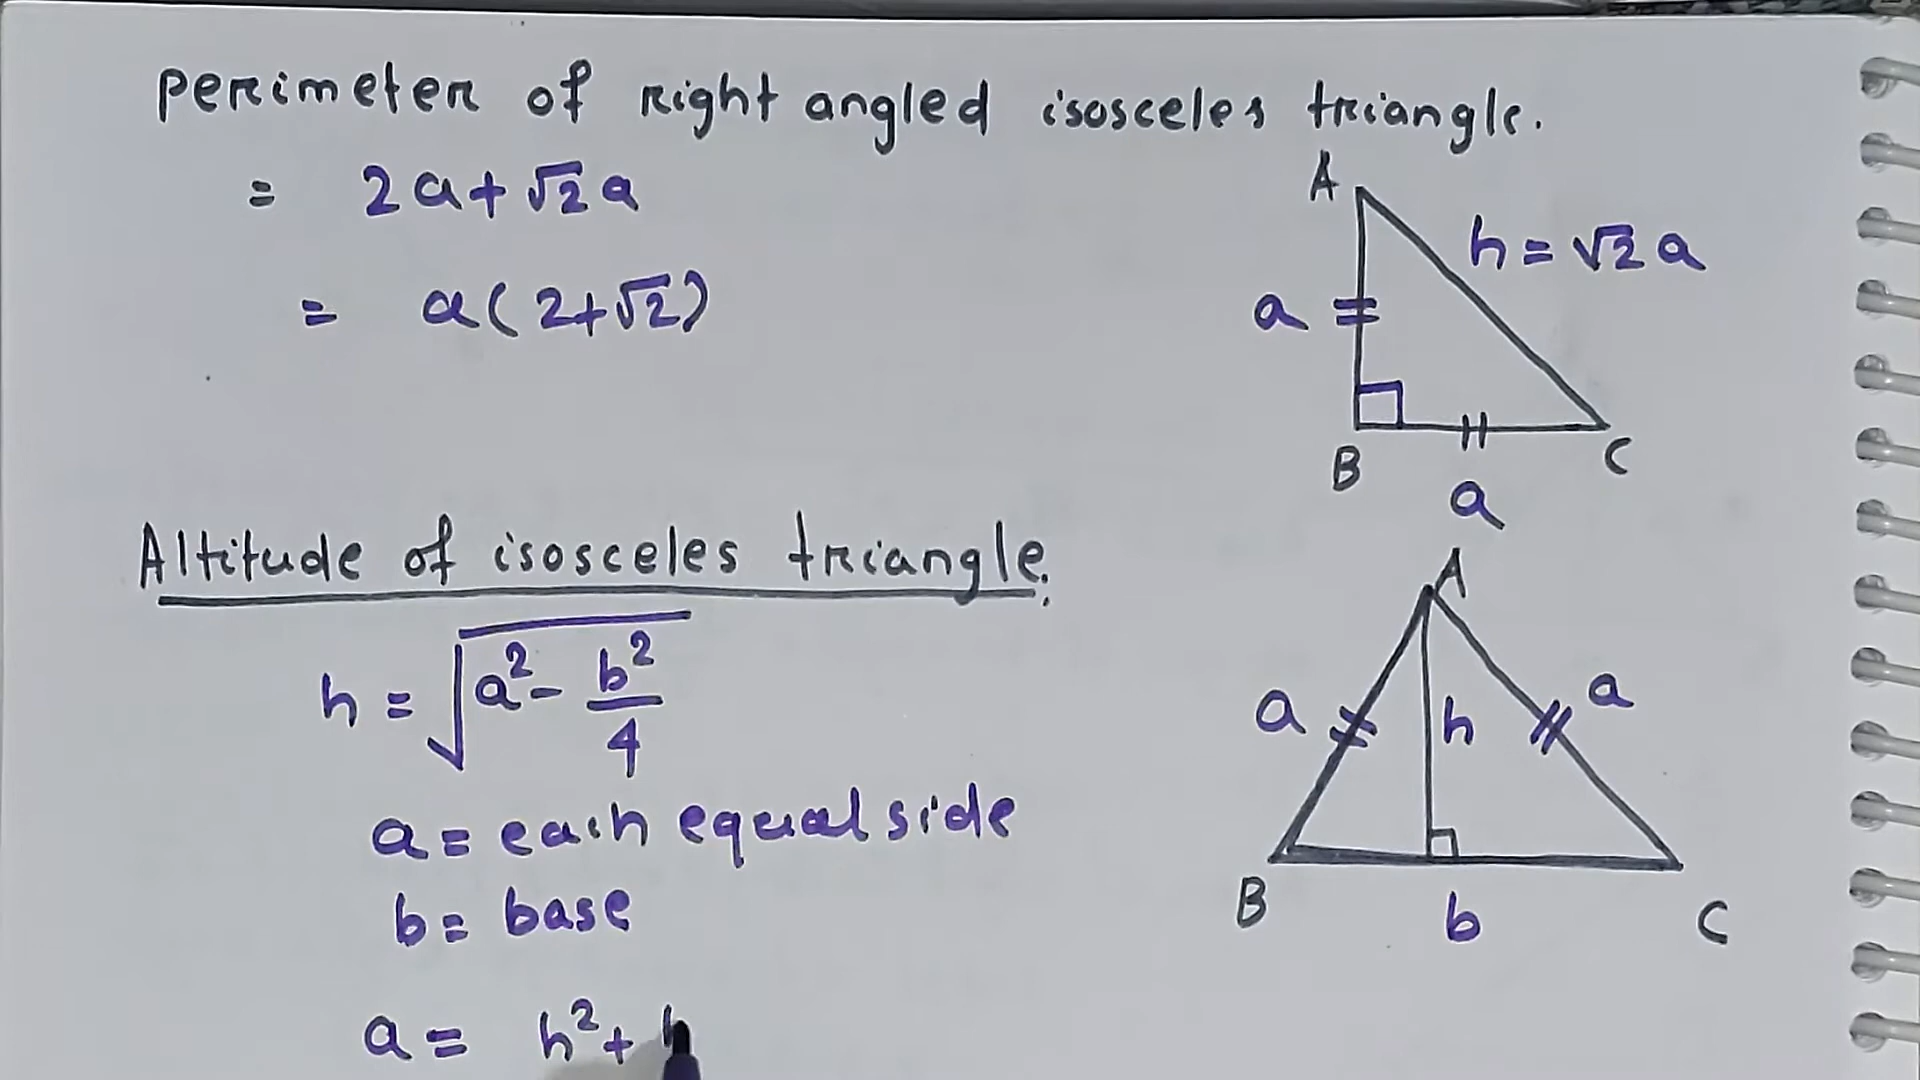 perimeter of right angled isosceles triangle.
= 2a+√2a
= a(2+√2)
A
h=√2a
a
B
C
a
Altitude of isosceles triangle.
h = √(a² - b²/4)
a = each equal side
b = base
a = h² +
A
a
h
a
B
b
C